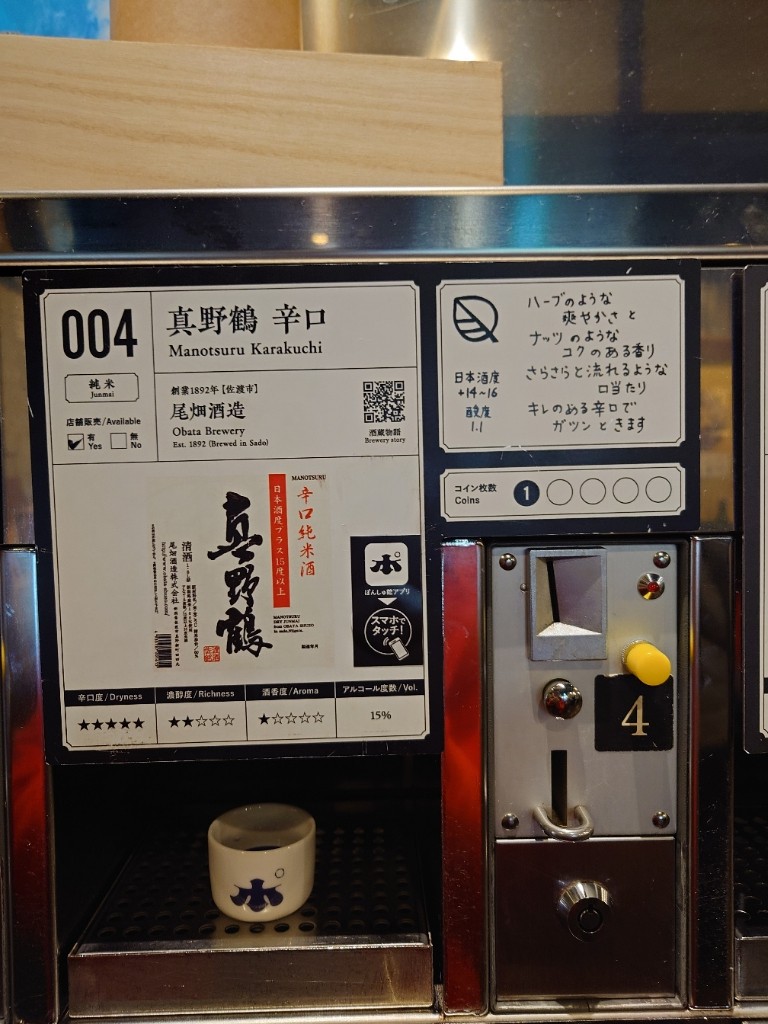 004
純米
Junmai
店舗販売/Available
有
Yes
無
No
真野鶴 辛口
Manotsuru Karakuchi
創業1892年【佐渡市】
尾畑酒造
Obata Brewery
Est. 1892 (Brewed in Sado)
酒蔵物語
Brewery story
MANOTSURU
辛口純米酒
日本酒度プラス15度以上
真野鶴
清酒
尾畑酒造株式会社
ぽんしゅ館アプリ
スマホで
タッチ!
辛口度/Dryness
★★★★★
濃醇度/Richness
★★☆☆☆
酒香度/Aroma
★☆☆☆☆
アルコール度数/Vol.
15%
ハーブのような
爽やかさと
ナッツのような
コクのある香り
さらさらと流れるような
口当たり
キレのある辛口で
ガツンときます
日本酒度
+14~16
酸度
1.1
コイン枚数
Coins
1
4